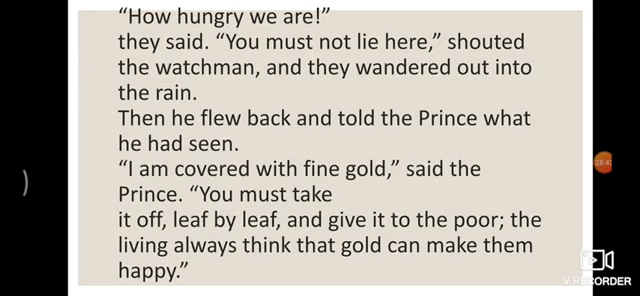 “How hungry we are!”
they said. “You must not lie here,” shouted
the watchman, and they wandered out into
the rain.
Then he flew back and told the Prince what
he had seen.
“I am covered with fine gold,” said the
Prince. “You must take
it off, leaf by leaf, and give it to the poor; the
living always think that gold can make them
happy.”
28:41
V RECORDER